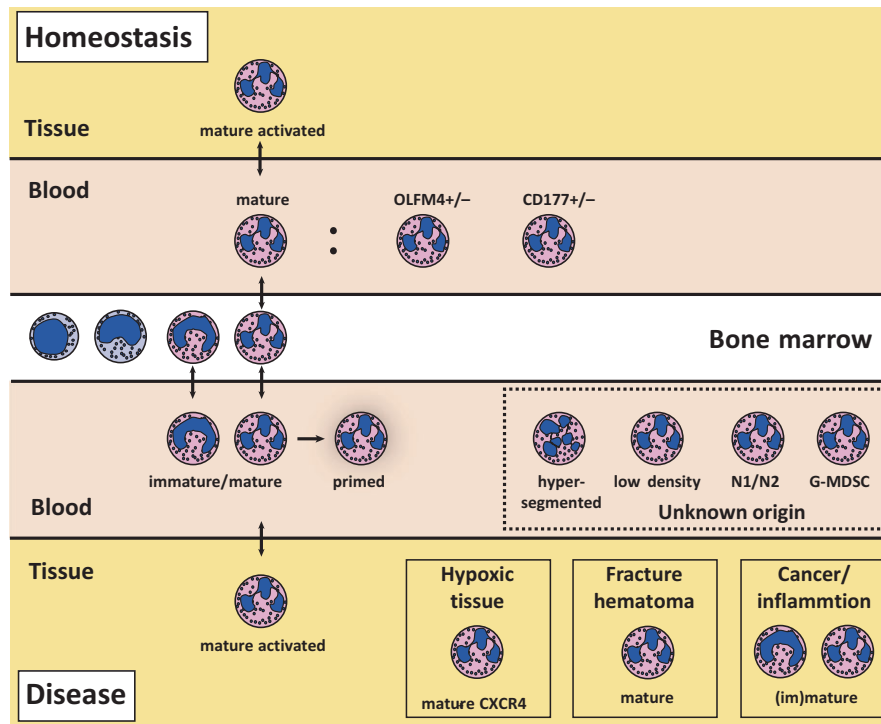 Homeostasis
mature activated
Tissue
Blood
mature
OLFM4+/–
CD177+/–
:
Bone marrow
immature/mature
primed
hyper-
segmented
low density
N1/N2
G-MDSC
Unknown origin
Blood
Tissue
mature activated
Hypoxic
tissue
mature CXCR4
Fracture
hematoma
mature
Cancer/
inflammtion
(im)mature
Disease